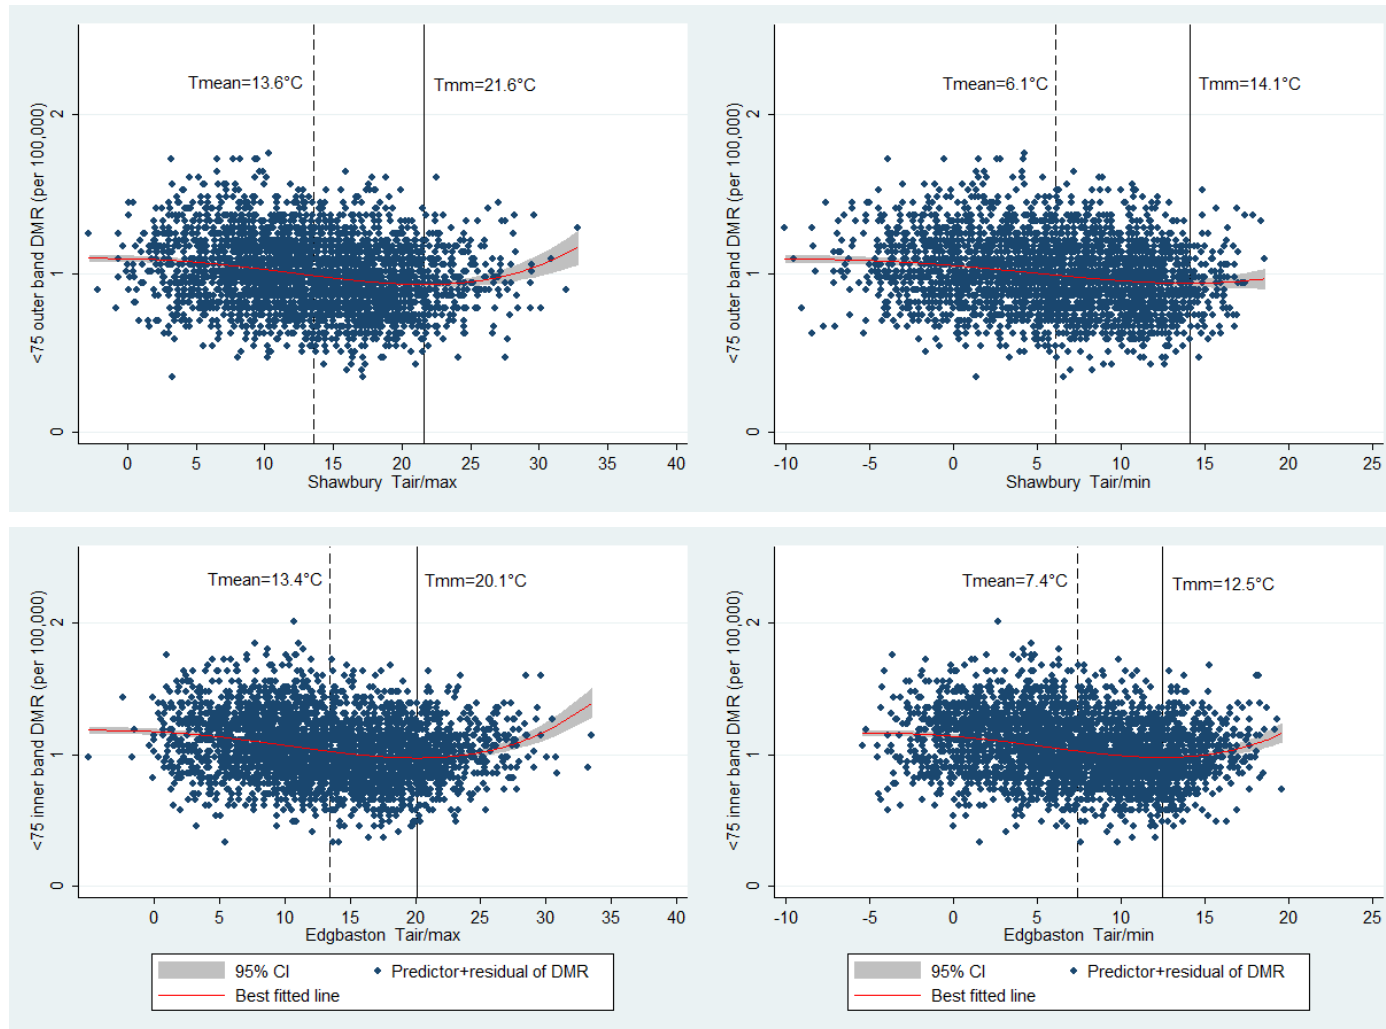 Tmean=13.6°C
Tmm=21.6°C
<75 outer band DMR (per 100,000)
2
1
0
0 5 10 15 20 25 30 35 40
Shawbury Tair/max
Tmean=6.1°C
Tmm=14.1°C
<75 outer band DMR (per 100,000)
2
1
0
-10 -5 0 5 10 15 20 25
Shawbury Tair/min
Tmean=13.4°C
Tmm=20.1°C
<75 inner band DMR (per 100,000)
2
1
0
0 5 10 15 20 25 30 35 40
Edgbaston Tair/max
95% CI
Predictor+residual of DMR
Best fitted line
Tmean=7.4°C
Tmm=12.5°C
<75 inner band DMR (per 100,000)
2
1
0
-10 -5 0 5 10 15 20 25
Edgbaston Tair/min
95% CI
Predictor+residual of DMR
Best fitted line